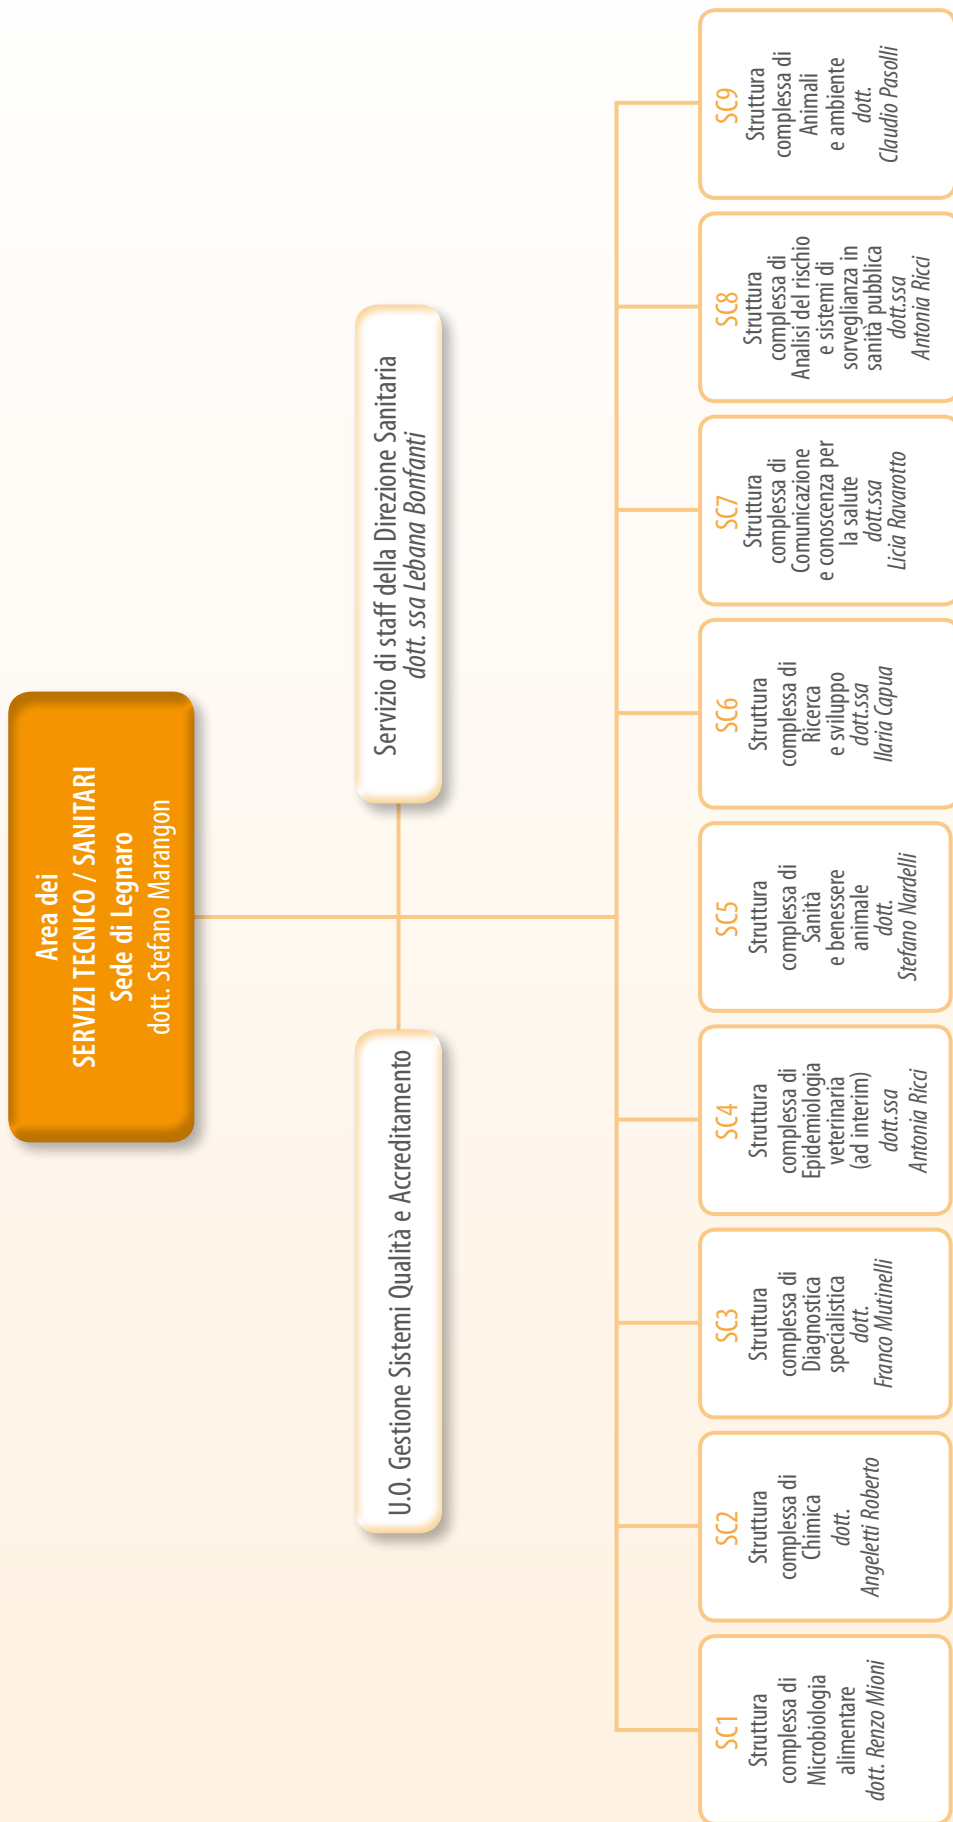 Area dei
SERVIZI TECNICO / SANITARI
Sede di Legnaro
dott. Stefano Marangon
U.O. Gestione Sistemi Qualità e Accreditamento
Servizio di staff della Direzione Sanitaria
dott. ssa Lebana Bonfanti
SC1
Struttura
complessa di
Microbiologia
alimentare
dott. Renzo Mioni
SC2
Struttura
complessa di
Chimica
dott.
Angeletti Roberto
SC3
Struttura
complessa di
Diagnostica
specialistica
dott.
Franco Mutinelli
SC4
Struttura
complessa di
Epidemiologia
veterinaria
(ad interim)
dott.ssa
Antonia Ricci
SC5
Struttura
complessa di
Sanità
e benessere
animale
dott.
Stefano Nardelli
SC6
Struttura
complessa di
Ricerca
e sviluppo
dott.ssa
Ilaria Capua
SC7
Struttura
complessa di
Comunicazione
e conoscenza per
la salute
dott.ssa
Licia Ravarotto
SC8
Struttura
complessa di
Analisi del rischio
e sistemi di
sorveglianza in
sanità pubblica
dott.ssa
Antonia Ricci
SC9
Struttura
complessa di
Animali
e ambiente
dott.
Claudio Pasolli